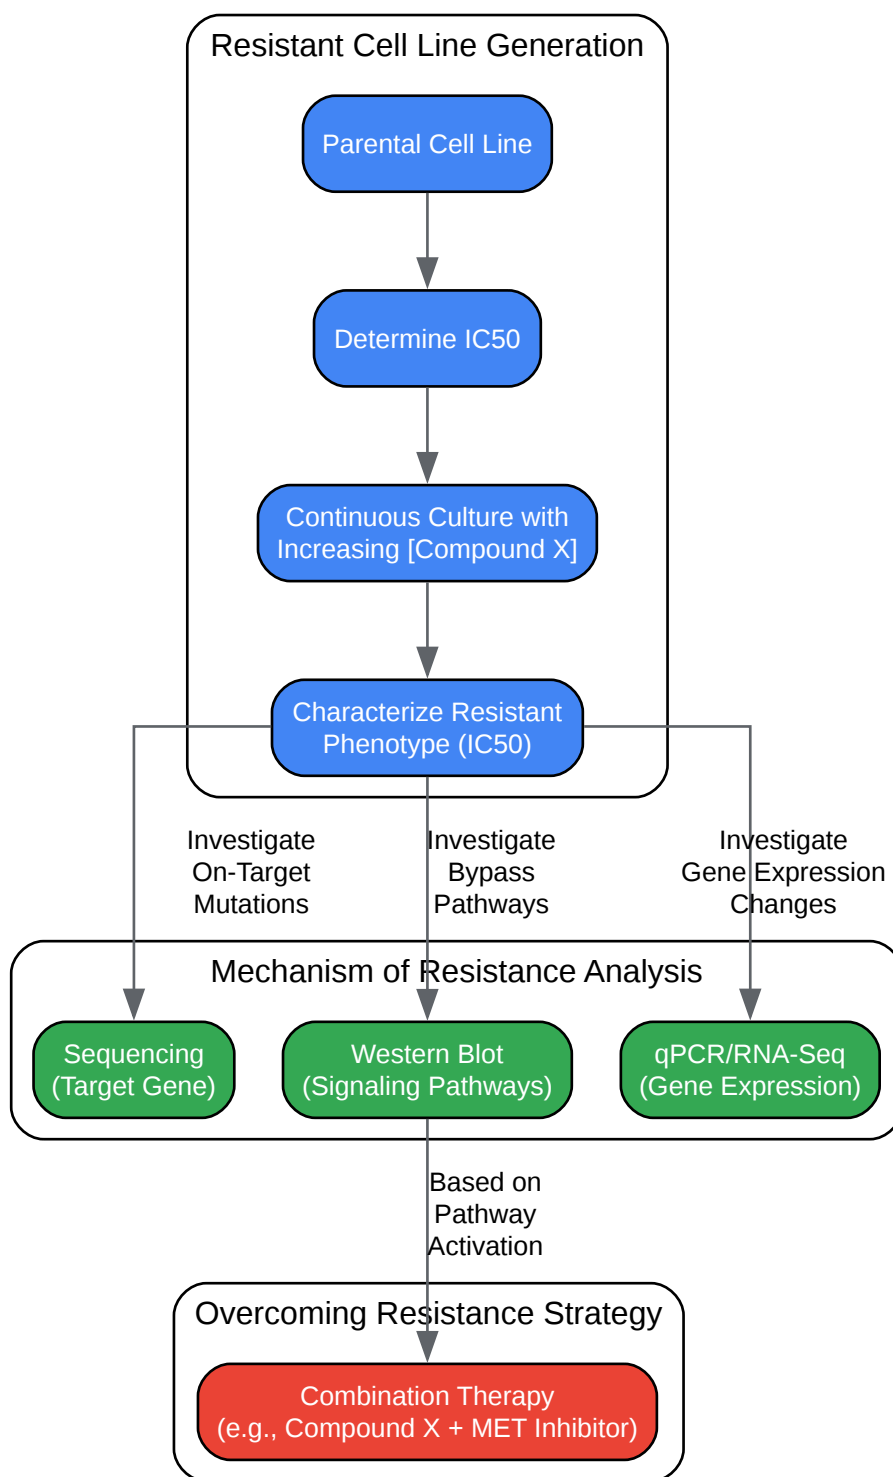 Resistant Cell Line Generation
Parental Cell Line
Determine IC50
Continuous Culture with
Increasing [Compound X]
Characterize Resistant
Phenotype (IC50)
Investigate
On-Target
Mutations
Investigate
Bypass
Pathways
Investigate
Gene Expression
Changes
Mechanism of Resistance Analysis
Sequencing
(Target Gene)
Western Blot
(Signaling Pathways)
qPCR/RNA-Seq
(Gene Expression)
Based on
Pathway
Activation
Overcoming Resistance Strategy
Combination Therapy
(e.g., Compound X + MET Inhibitor)